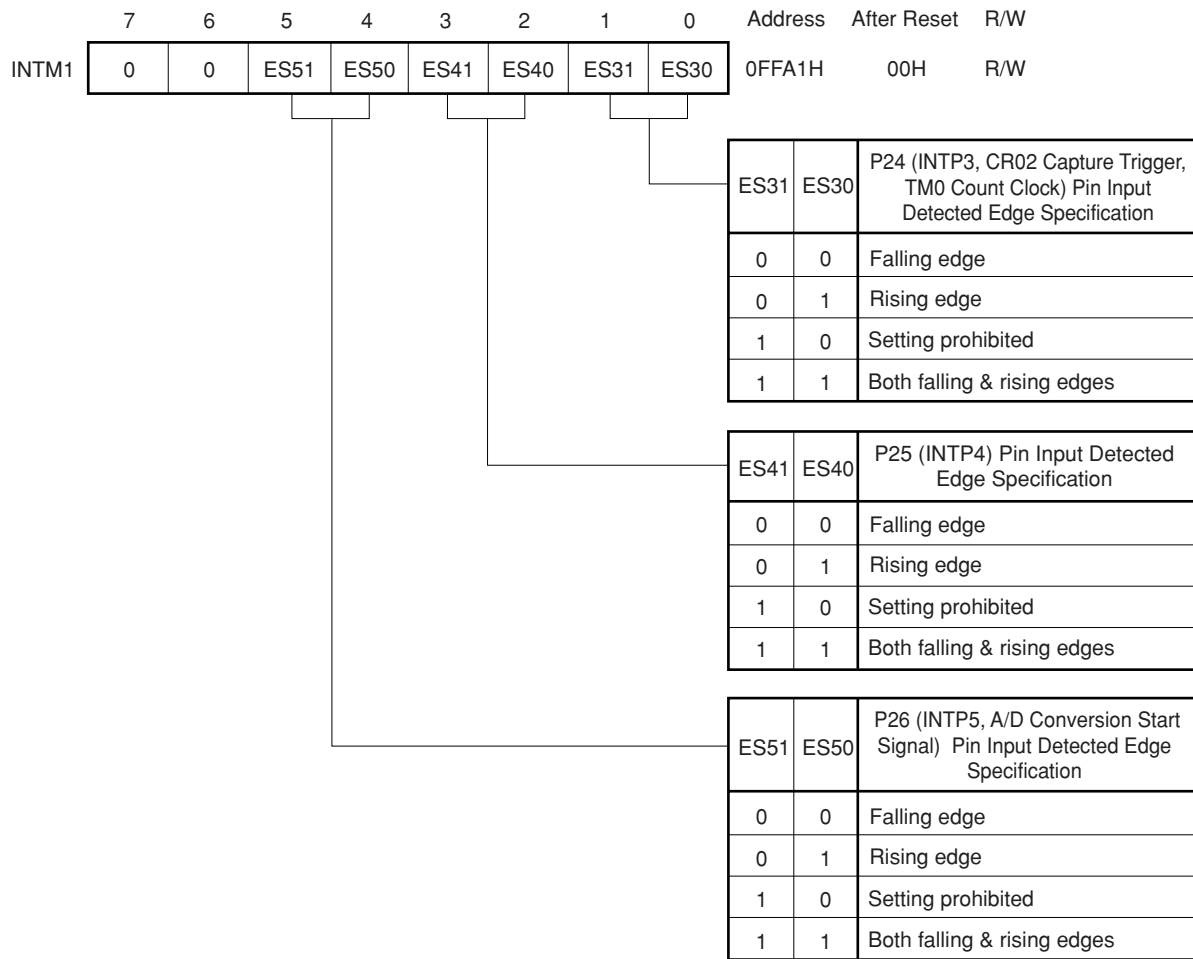 7 6 5 4 3 2 1 0 Address After Reset R/W
INTM1 0 0 ES51 ES50 ES41 ES40 ES31 ES30 0FFA1H 00H R/W
ES31 ES30 P24 (INTP3, CR02 Capture Trigger,
TM0 Count Clock) Pin Input
Detected Edge Specification
0 0 Falling edge
0 1 Rising edge
1 0 Setting prohibited
1 1 Both falling & rising edges
ES41 ES40 P25 (INTP4) Pin Input Detected
Edge Specification
0 0 Falling edge
0 1 Rising edge
1 0 Setting prohibited
1 1 Both falling & rising edges
ES51 ES50 P26 (INTP5, A/D Conversion Start
Signal) Pin Input Detected Edge
Specification
0 0 Falling edge
0 1 Rising edge
1 0 Setting prohibited
1 1 Both falling & rising edges